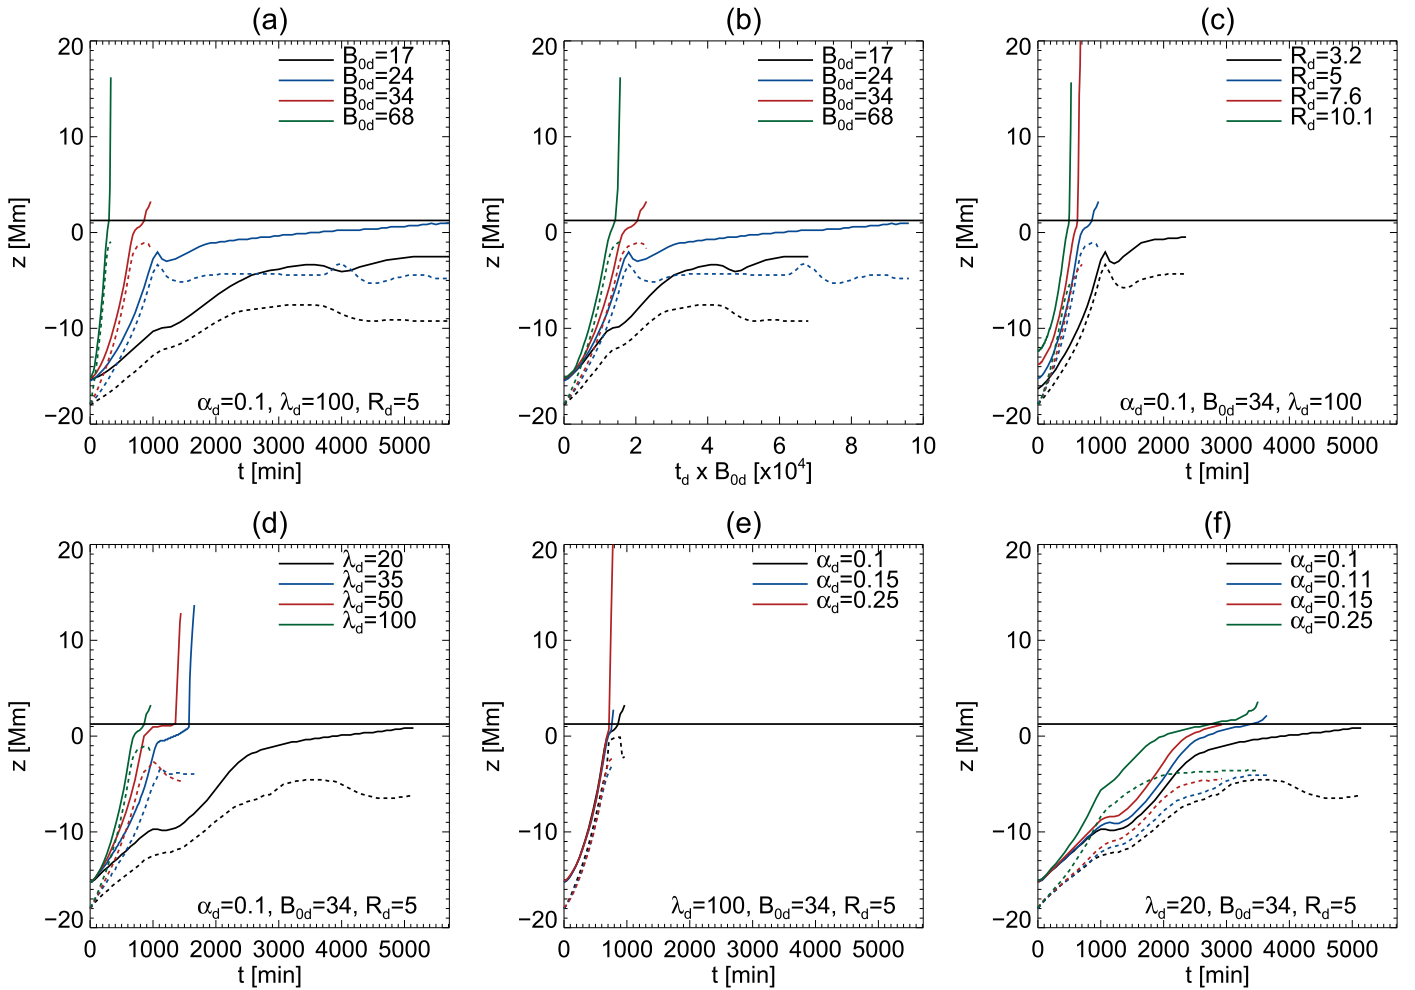 (a)
(b)
(c)
20
10
0
−10
−20
z [Mm]
B0d=17
B0d=24
B0d=34
B0d=68
αd=0.1, λd=100, Rd=5
0 1000 2000 3000 4000 5000
t [min]
20
10
0
−10
−20
z [Mm]
B0d=17
B0d=24
B0d=34
B0d=68
0 2 4 6 8 10
td x B0d [x10⁴]
20
10
0
−10
−20
z [Mm]
Rd=3.2
Rd=5
Rd=7.6
Rd=10.1
αd=0.1, B0d=34, λd=100
0 1000 2000 3000 4000 5000
t [min]
(d)
(e)
(f)
20
10
0
−10
−20
z [Mm]
λd=20
λd=35
λd=50
λd=100
αd=0.1, B0d=34, Rd=5
0 1000 2000 3000 4000 5000
t [min]
20
10
0
−10
−20
z [Mm]
αd=0.1
αd=0.15
αd=0.25
λd=100, B0d=34, Rd=5
0 1000 2000 3000 4000 5000
t [min]
20
10
0
−10
−20
z [Mm]
αd=0.1
αd=0.11
αd=0.15
αd=0.25
λd=20, B0d=34, Rd=5
0 1000 2000 3000 4000 5000
t [min]